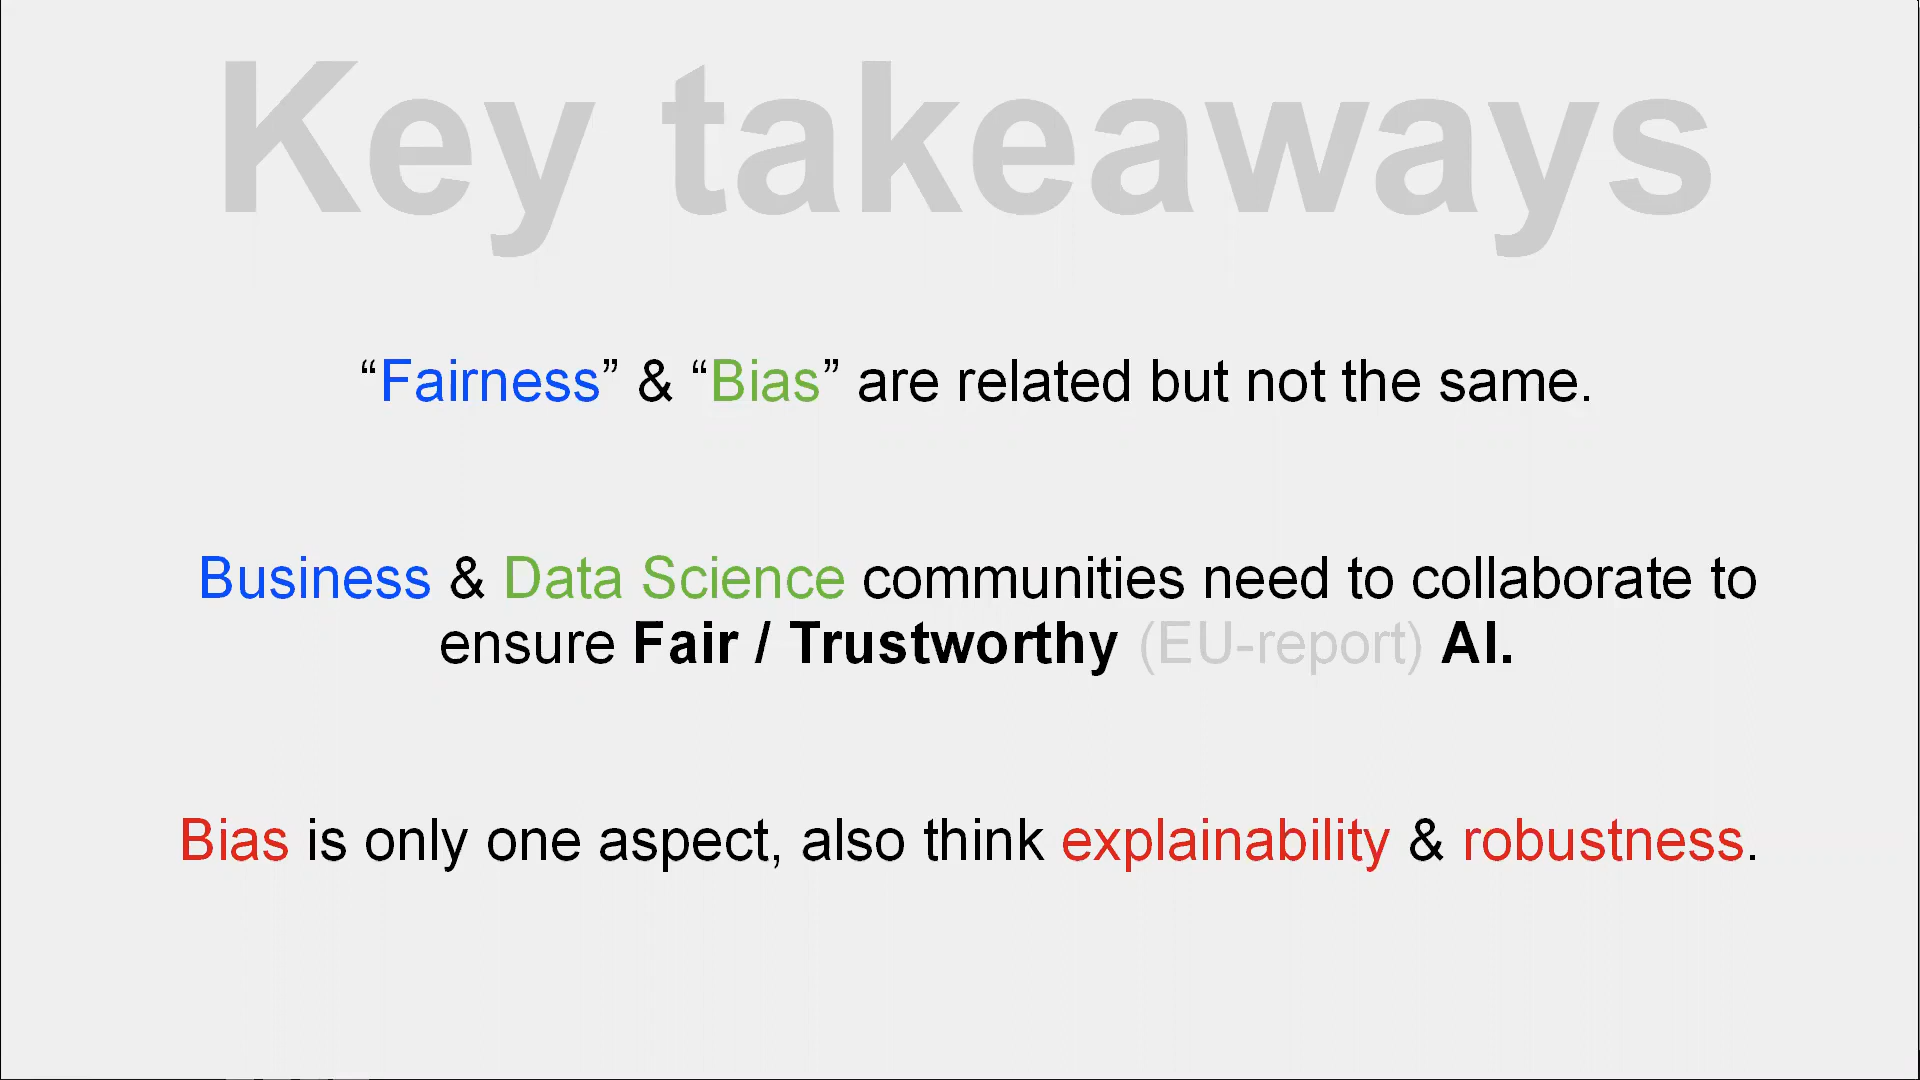 Key takeaways
“Fairness” & “Bias” are related but not the same.
Business & Data Science communities need to collaborate to
ensure Fair / Trustworthy (EU-report) AI.
Bias is only one aspect, also think explainability & robustness.